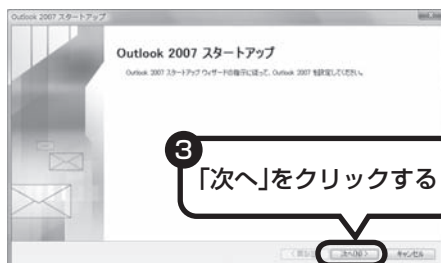 Outlook 2007 スタートアップ
Outlook 2007 スタートアップ
Outlook 2007 スタートアップ ウィザードの指示に従って、Outlook 2007 を設定してください。
3
「次へ」をクリックする
次へ(N) >
キャンセル